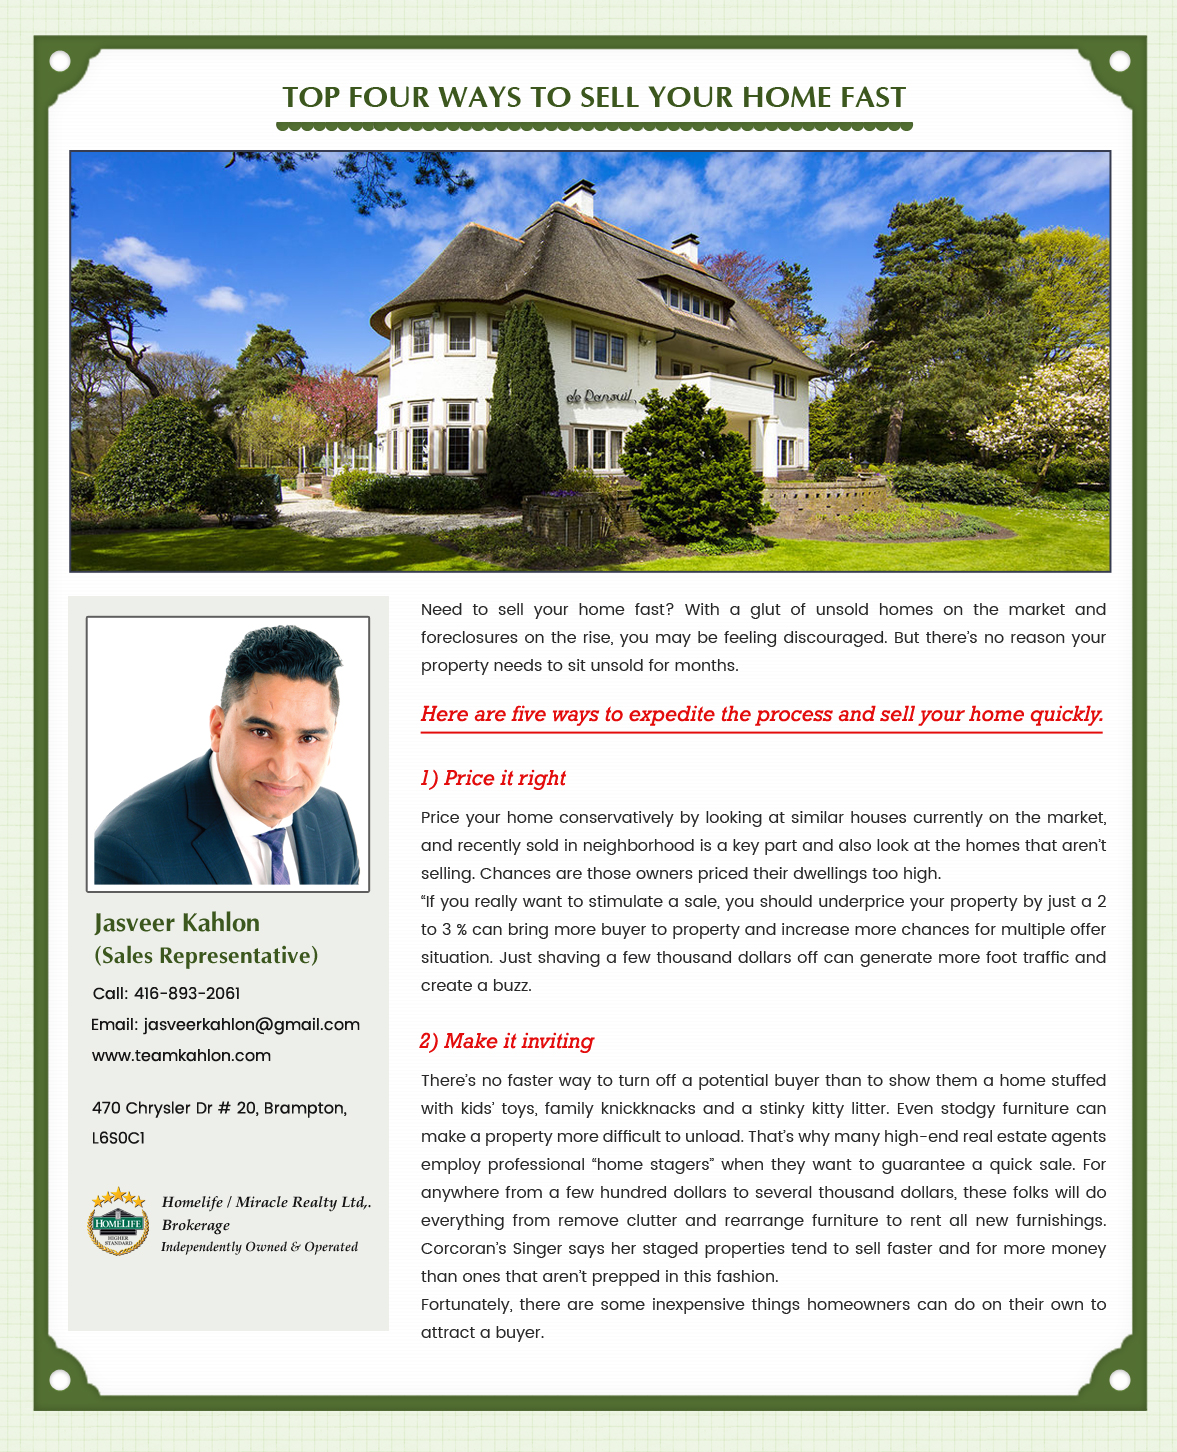 TOP FOUR WAYS TO SELL YOUR HOME FAST
Need to sell your home fast? With a glut of unsold homes on the market and
foreclosures on the rise, you may be feeling discouraged. But there's no reason your
property needs to sit unsold for months.
Here are five ways to expedite the process and sell your home quickly.
1) Price it right
Price your home conservatively by looking at similar houses currently on the market,
and recently sold in neighborhood is a key part and also look at the homes that aren't
selling. Chances are those owners priced their dwellings too high.
“If you really want to stimulate a sale, you should underprice your property by just a 2
to 3 % can bring more buyer to property and increase more chances for multiple offer
situation. Just shaving a few thousand dollars off can generate more foot traffic and
create a buzz.
2) Make it inviting
There's no faster way to turn off a potential buyer than to show them a home stuffed
with kids' toys, family knickknacks and a stinky kitty litter. Even stodgy furniture can
make a property more difficult to unload. That's why many high-end real estate agents
employ professional “home stagers” when they want to guarantee a quick sale. For
anywhere from a few hundred dollars to several thousand dollars, these folks will do
everything from remove clutter and rearrange furniture to rent all new furnishings.
Corcoran's Singer says her staged properties tend to sell faster and for more money
than ones that aren't prepped in this fashion.
Fortunately, there are some inexpensive things homeowners can do on their own to
attract a buyer.
Jasveer Kahlon
(Sales Representative)
Call: 416-893-2061
Email: jasveerkahlon@gmail.com
www.teamkahlon.com
470 Chrysler Dr # 20, Brampton,
L6S0C1
HOMELIFE
HIGHER
STANDARD
Homelife / Miracle Realty Ltd,.
Brokerage
Independently Owned & Operated